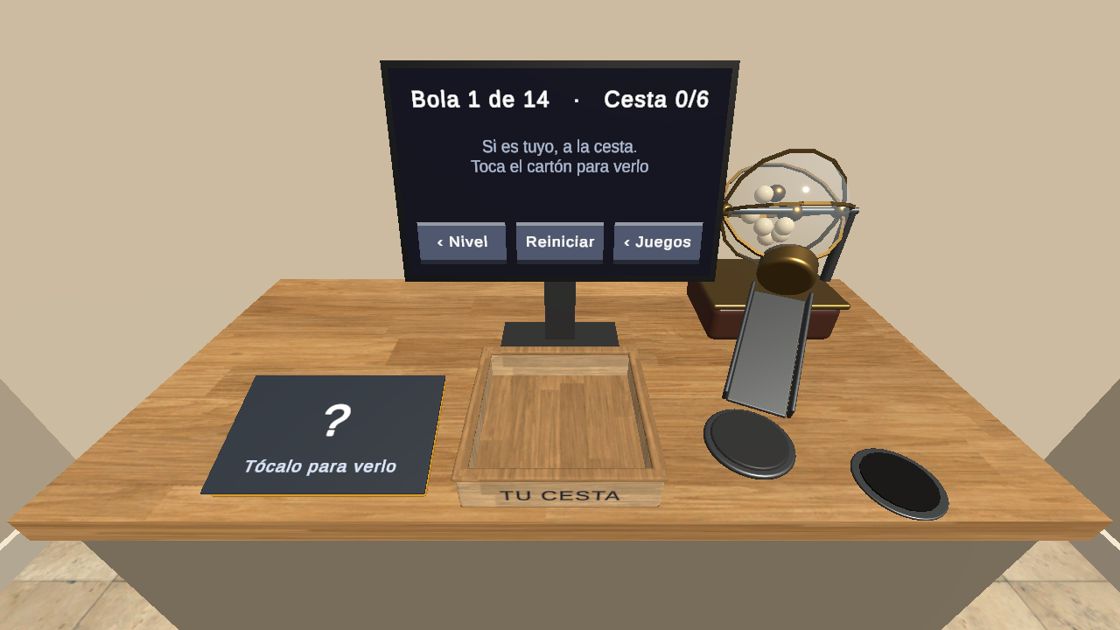 Bola 1 de 14 · Cesta 0/6
Si es tuyo, a la cesta.
Toca el cartón para verlo
‹ Nivel
Reiniciar
‹ Juegos
?
Tócalo para verlo
TU CESTA